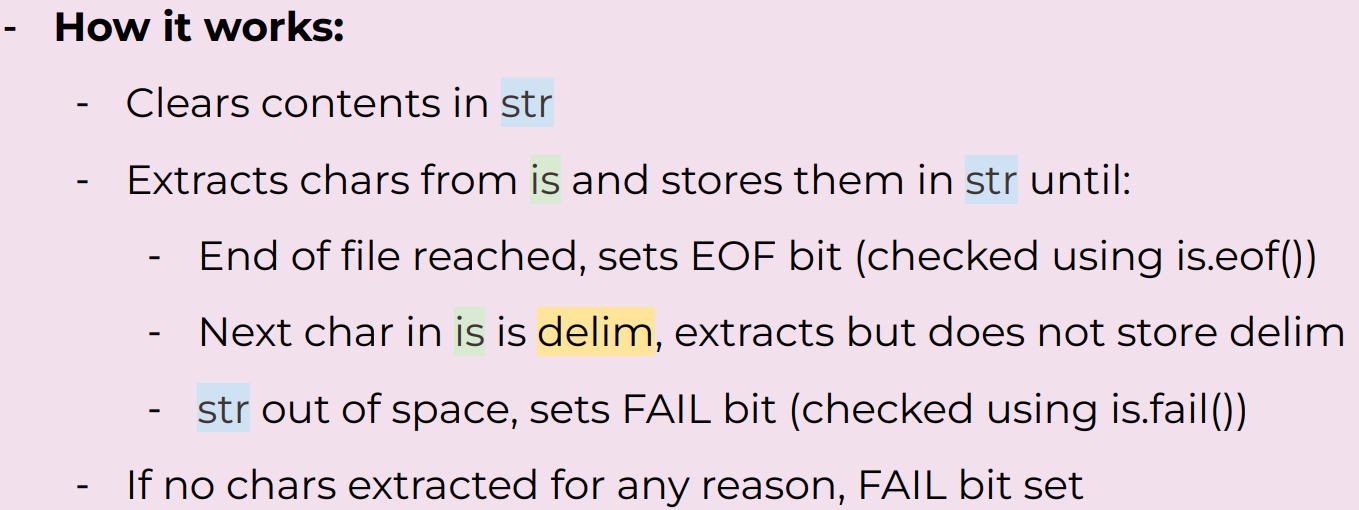 - How it works:
- Clears contents in str
- Extracts chars from is and stores them in str until:
- End of file reached, sets EOF bit (checked using is.eof())
- Next char in is is delim, extracts but does not store delim
- str out of space, sets FAIL bit (checked using is.fail())
- If no chars extracted for any reason, FAIL bit set